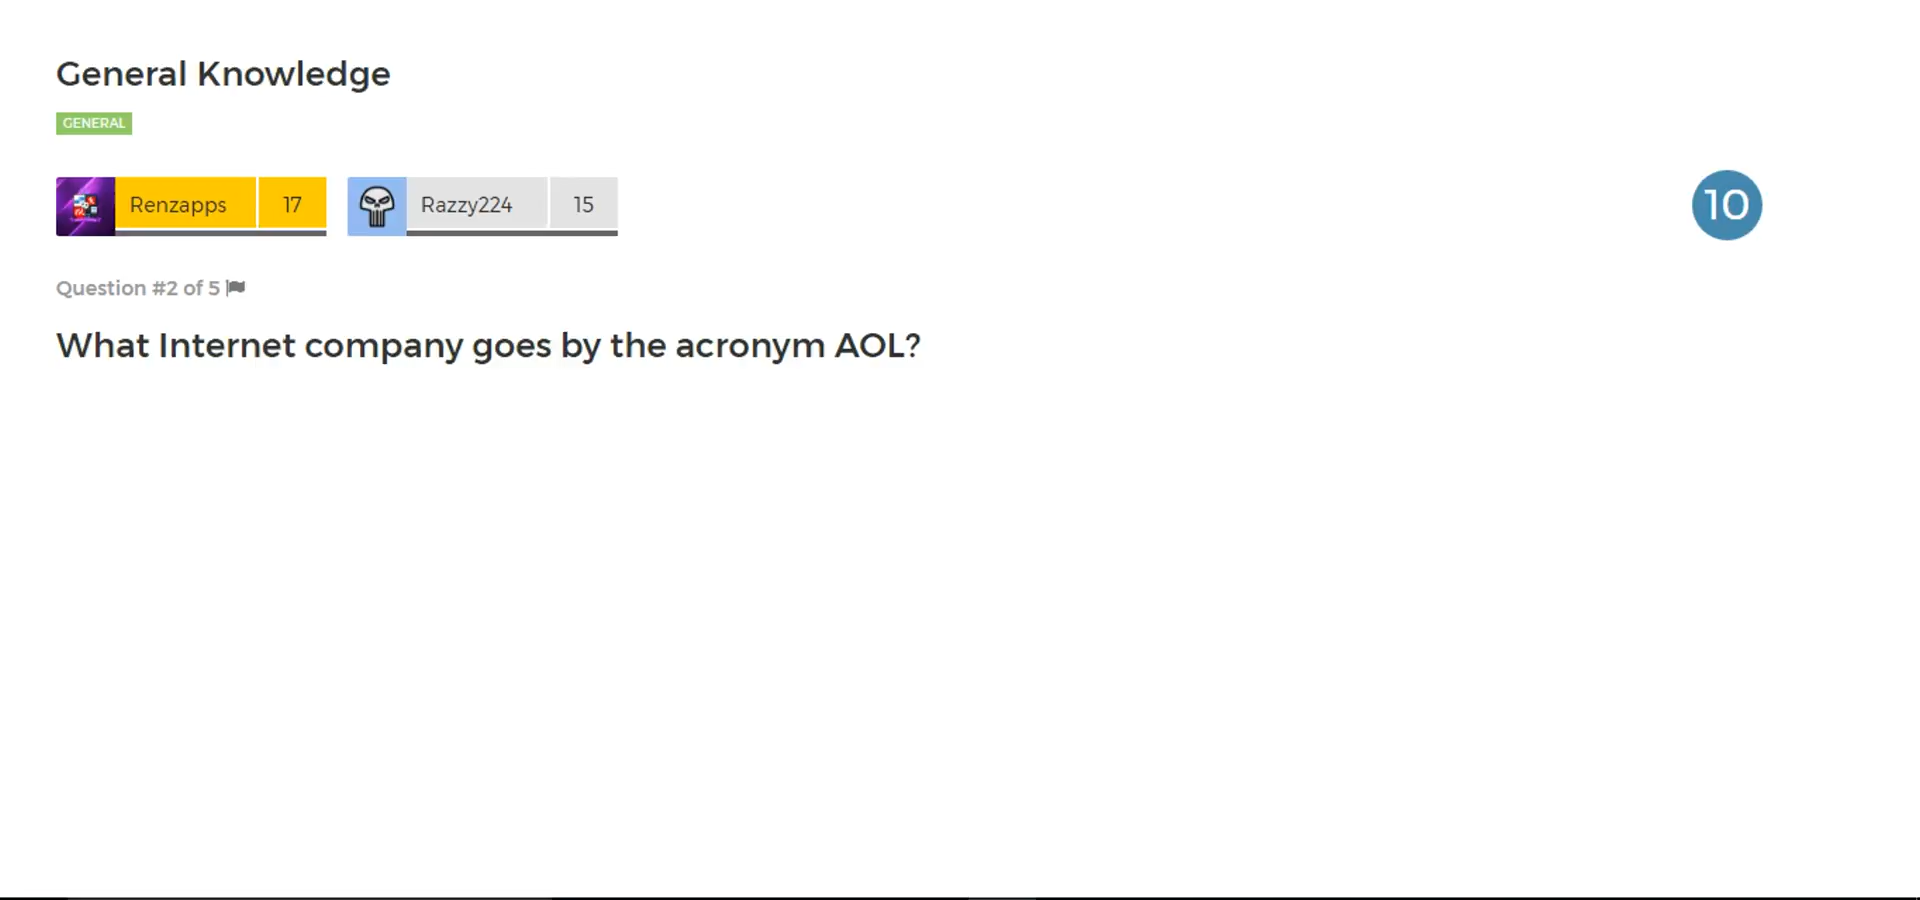 General Knowledge
GENERAL
Renzapps 17 Razzy224 15 10
Question #2 of 5
What Internet company goes by the acronym AOL?